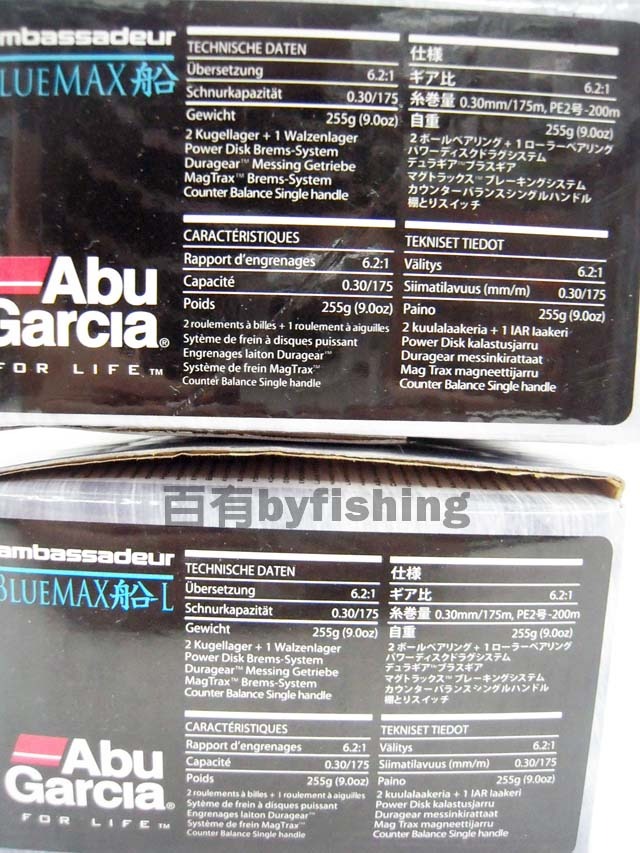 ambassadeur
BLUEMAX船
TECHNISCHE DATEN
Übersetzung 6.2:1
Schnurkapazität 0.30/175
Gewicht 255g (9.0oz)
2 Kugellager + 1 Walzenlager
Power Disk Brems-System
Duragear™ Messing Getriebe
MagTrax™ Brems-System
Counter Balance Single handle
仕様
ギア比 6.2:1
糸巻量 0.30mm/175m, PE2号-200m
自重 255g (9.0oz)
2 ボールベアリング + 1 ローラーベアリング
パワーディスクドラグシステム
デュラギア™ブラスギア
マグトラックス™ ブレーキングシステム
カウンターバランスシングルハンドル
棚とりスイッチ
CARACTÉRISTIQUES
Rapport d'engrenages 6.2:1
Capacité 0.30/175
Poids 255g (9.0oz)
2 roulements à billes + 1 roulement à aiguilles
Sytème de frein à disques puissant
Engrenages laiton Duragear™
Système de frein MagTrax™
Counter Balance Single handle
TEKNISET TIEDOT
Välitys 6.2:1
Siimatilavuus (mm/m) 0.30/175
Paino 255g (9.0oz)
2 kuulalaakeria + 1 IAR laakeri
Power Disk kalastusjarru
Duragear messinkirattaat
Mag Trax magneettijarru
Counter Balance Single handle
Abu
Garcia®
FOR LIFE™
百有byfishing
ambassadeur
BLUEMAX船-L
TECHNISCHE DATEN
Übersetzung 6.2:1
Schnurkapazität 0.30/175
Gewicht 255g (9.0oz)
2 Kugellager + 1 Walzenlager
Power Disk Brems-System
Duragear™ Messing Getriebe
MagTrax™ Brems-System
Counter Balance Single handle
仕様
ギア比 6.2:1
糸巻量 0.30mm/175m, PE2号-200m
自重 255g (9.0oz)
2 ボールベアリング + 1 ローラーベアリング
パワーディスクドラグシステム
デュラギア™ブラスギア
マグトラックス™ ブレーキングシステム
カウンターバランスシングルハンドル
棚とりスイッチ
CARACTÉRISTIQUES
Rapport d'engrenages 6.2:1
Capacité 0.30/175
Poids 255g (9.0oz)
2 roulements à billes + 1 roulement à aiguilles
Sytème de frein à disques puissant
Engrenages laiton Duragear™
Système de frein MagTrax™
Counter Balance Single handle
TEKNISET TIEDOT
Välitys 6.2:1
Siimatilavuus (mm/m) 0.30/175
Paino 255g (9.0oz)
2 kuulalaakeria + 1 IAR laakeri
Power Disk kalastusjarru
Duragear messinkirattaat
Mag Trax magneettijarru
Counter Balance Single handle
Abu
Garcia®
FOR LIFE™